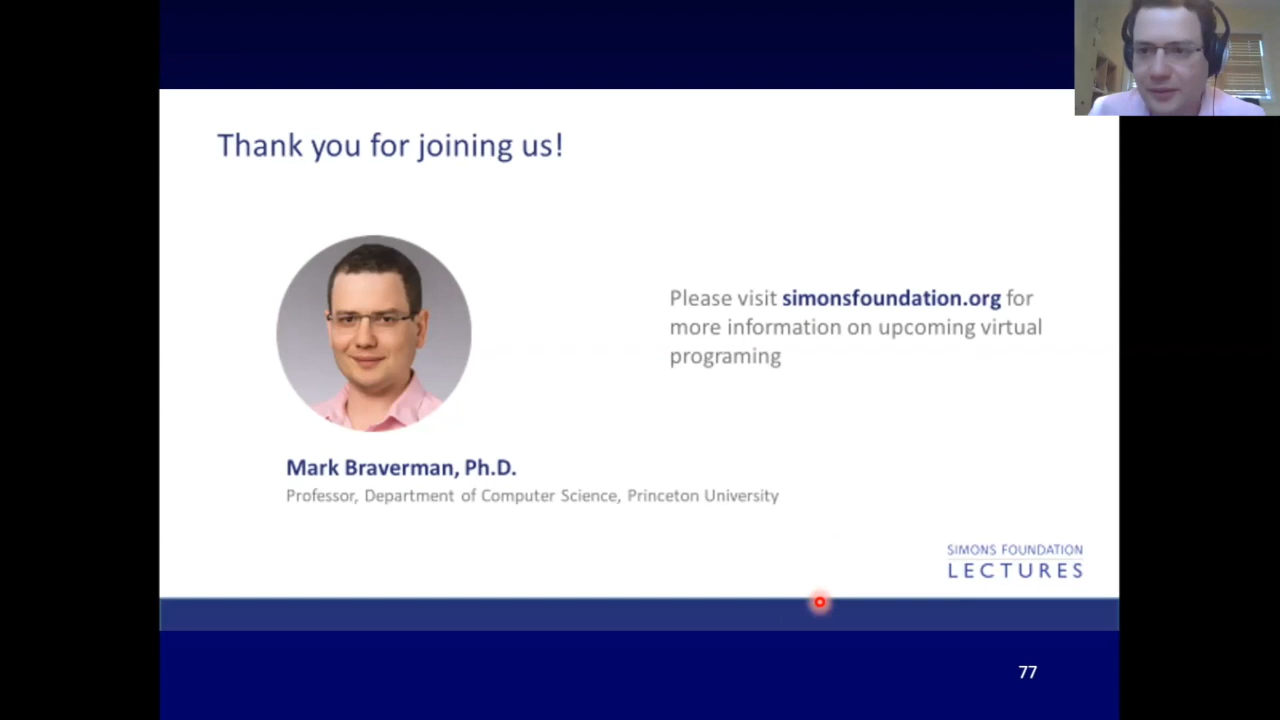 Thank you for joining us!
Please visit simonsfoundation.org for
more information on upcoming virtual
programing
Mark Braverman, Ph.D.
Professor, Department of Computer Science, Princeton University
SIMONS FOUNDATION
LECTURES
77